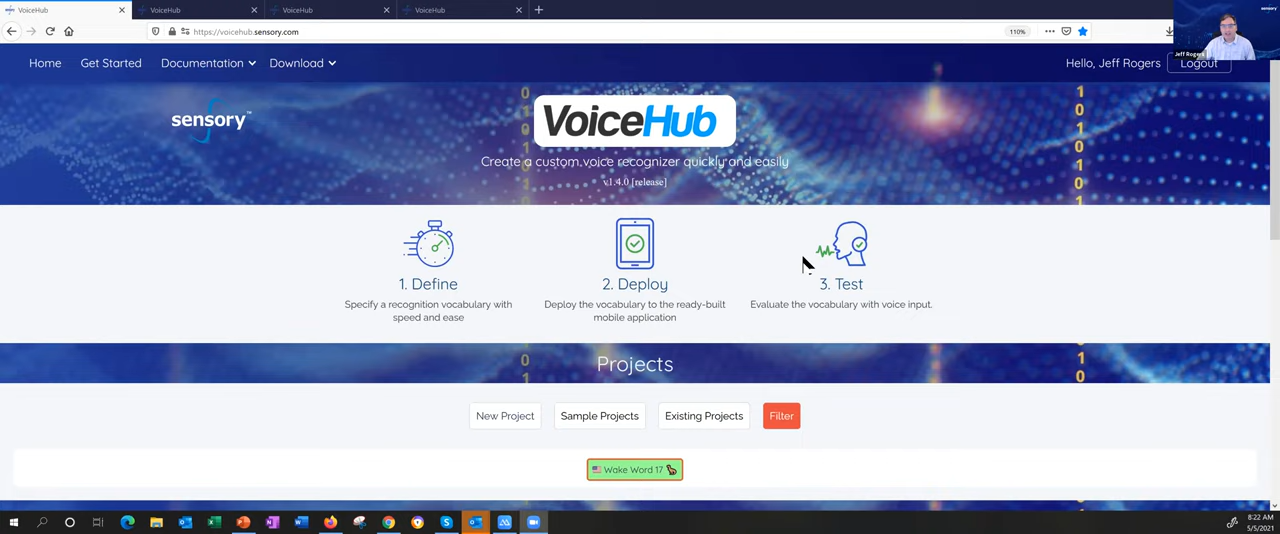 VoiceHub
VoiceHub
VoiceHub
VoiceHub
https://voicehub.sensory.com
110%
sensory
Jeff Rogers
Home
Get Started
Documentation
Download
Hello, Jeff Rogers
Logout
sensory™
VoiceHub
Create a custom voice recognizer quickly and easily
v1.4.0 [release]
1. Define
2. Deploy
3. Test
Specify a recognition vocabulary with
speed and ease
Deploy the vocabulary to the ready-built
mobile application
Evaluate the vocabulary with voice input.
Projects
New Project
Sample Projects
Existing Projects
Filter
Wake Word 17
8:22 AM
5/5/2021